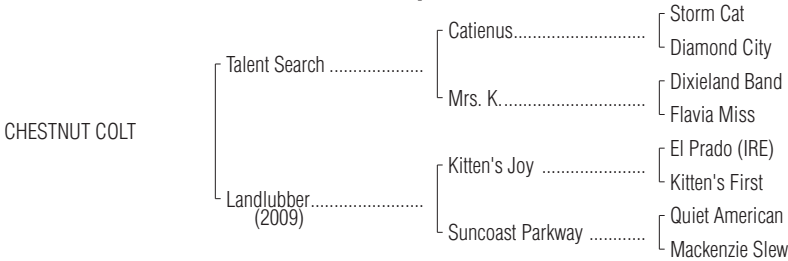 Storm Cat
Catienus..........................
Diamond City
Talent Search ....................
Dixieland Band
Mrs. K............................
Flavia Miss
CHESTNUT COLT
El Prado (IRE)
Kitten's Joy .....................
Kitten's First
Landlubber........................
(2009)
Quiet American
Suncoast Parkway ............
Mackenzie Slew